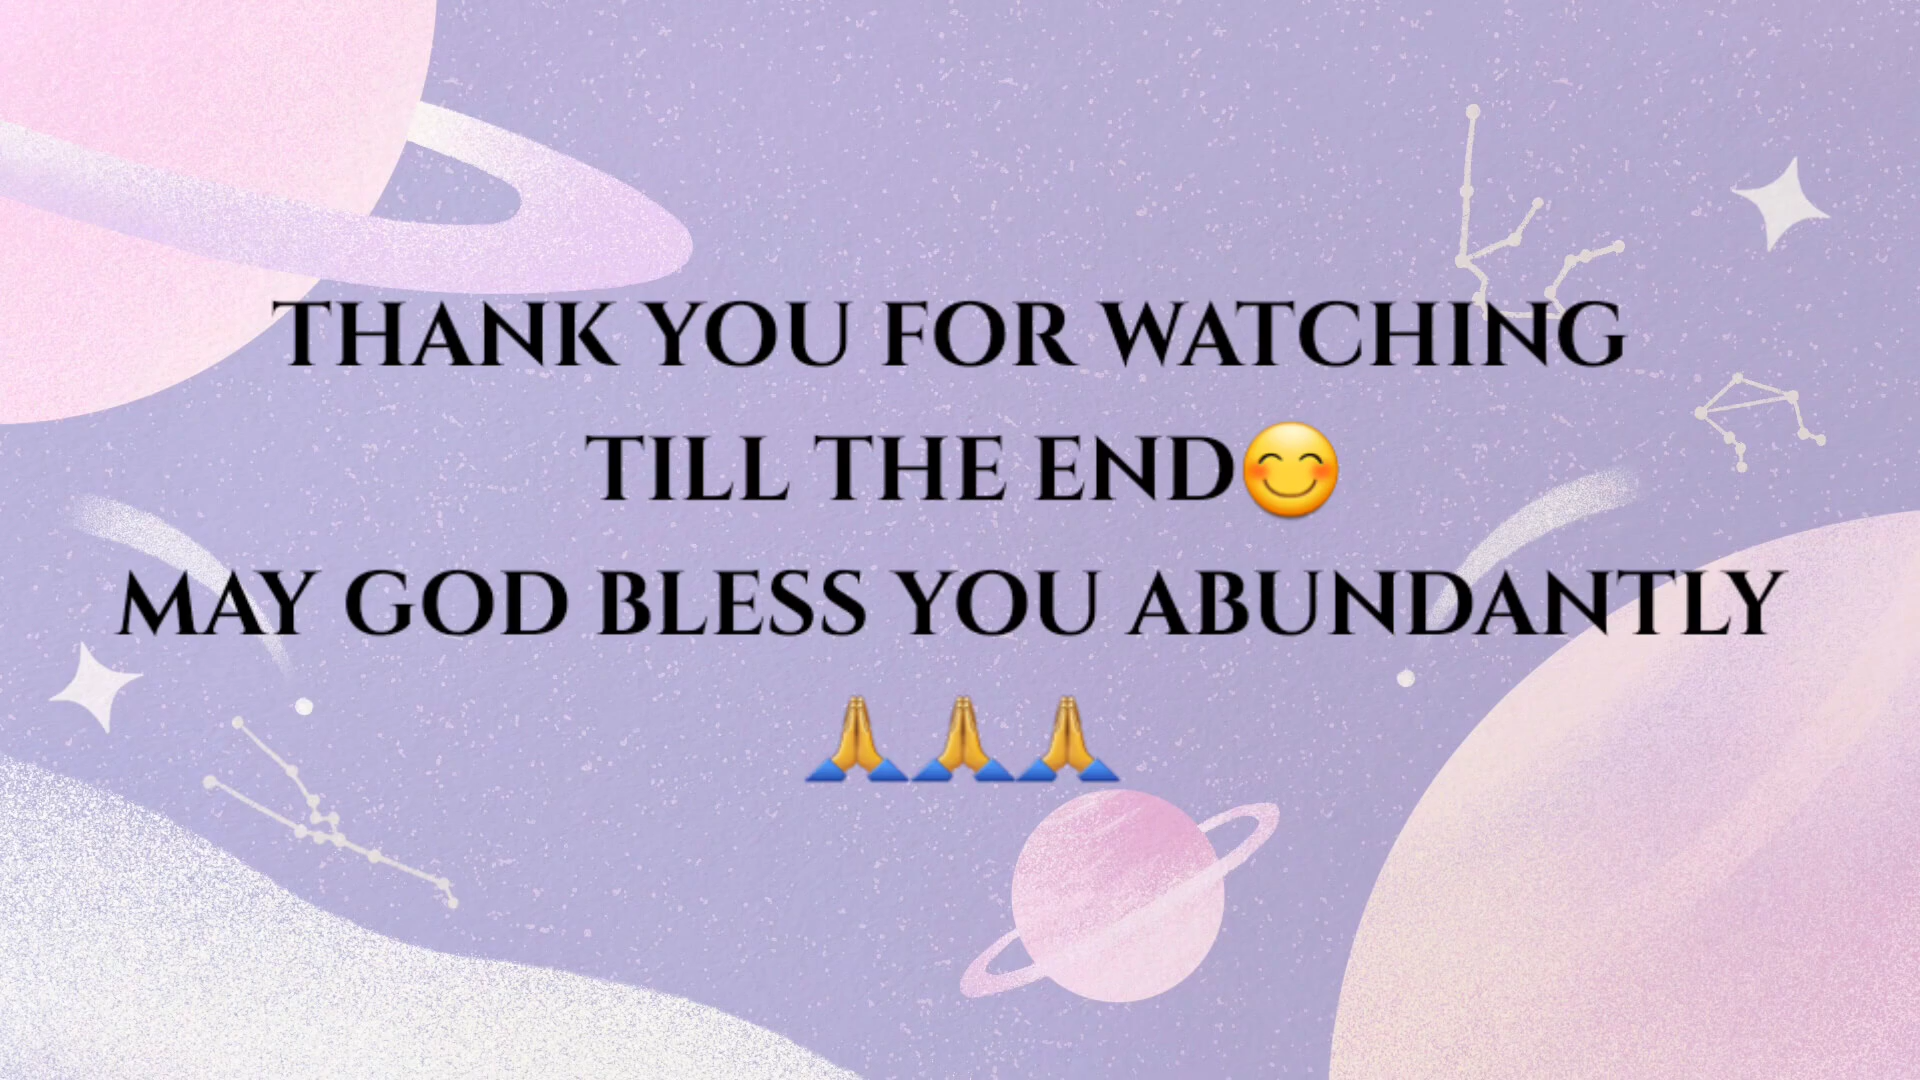 THANK YOU FOR WATCHING
TILL THE END😊
MAY GOD BLESS YOU ABUNDANTLY
🙏🙏🙏